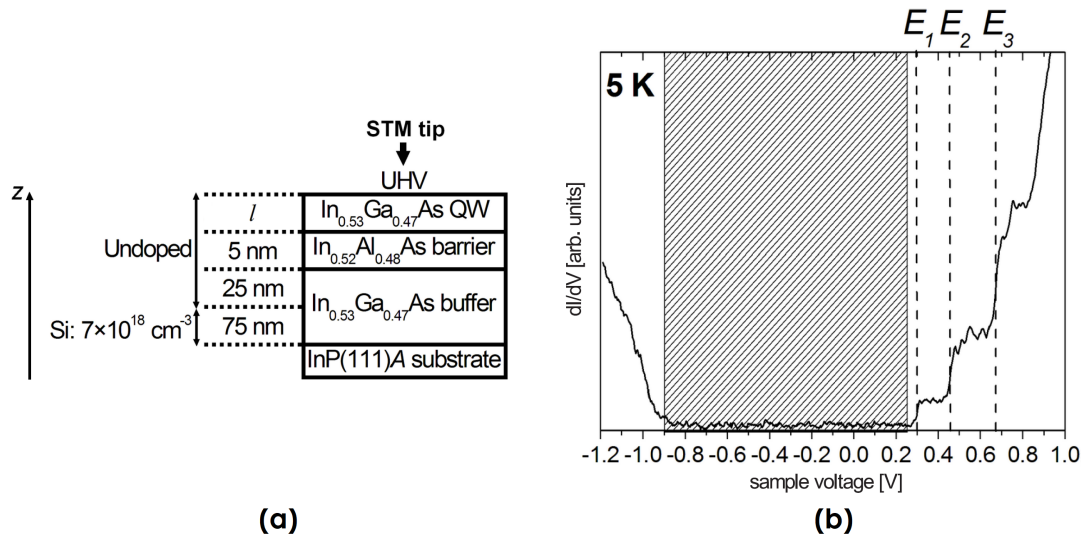 STM tip
UHV
z
Undoped
l
5 nm
25 nm
Si: 7×10¹⁸ cm⁻³
75 nm
In₀.₅₃Ga₀.₄₇As QW
In₀.₅₂Al₀.₄₈As barrier
In₀.₅₃Ga₀.₄₇As buffer
InP(111)A substrate
(a)
E₁ E₂ E₃
5 K
dI/dV [arb. units]
-1.2 -1.0 -0.8 -0.6 -0.4 -0.2 0.0 0.2 0.4 0.6 0.8 1.0
sample voltage [V]
(b)